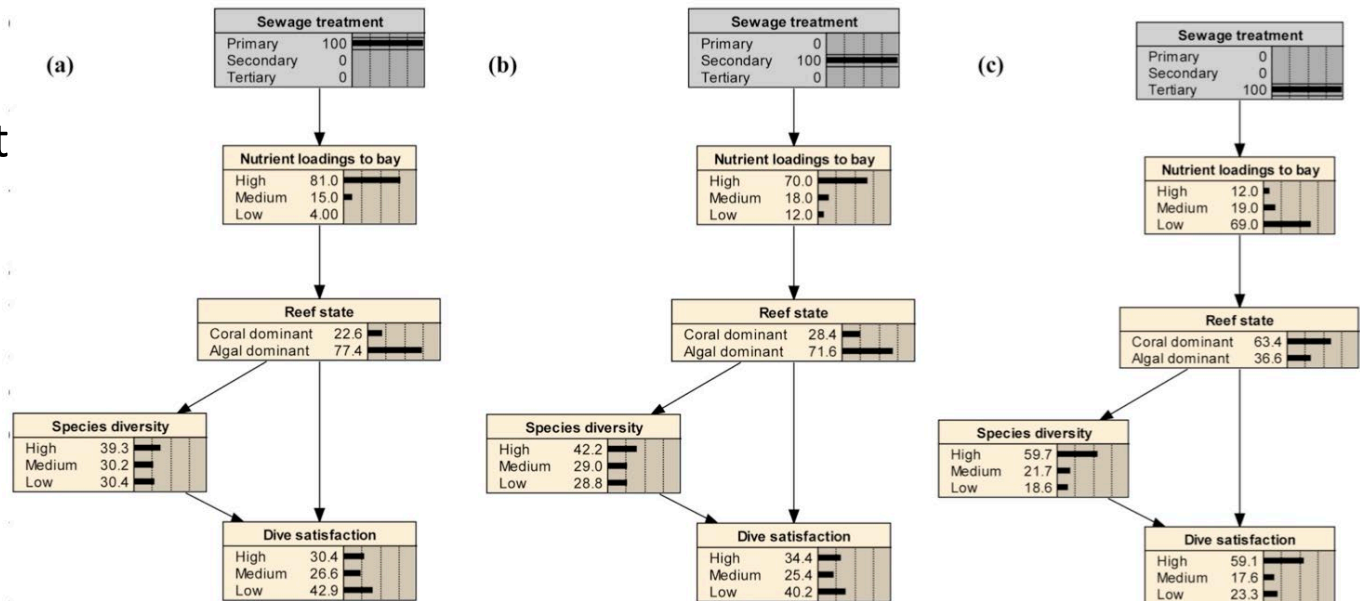 t
(a)
Sewage treatment
Primary 100
Secondary 0
Tertiary 0
Nutrient loadings to bay
High 81.0
Medium 15.0
Low 4.00
Reef state
Coral dominant 22.6
Algal dominant 77.4
Species diversity
High 39.3
Medium 30.2
Low 30.4
Dive satisfaction
High 30.4
Medium 26.6
Low 42.9
(b)
Sewage treatment
Primary 0
Secondary 100
Tertiary 0
Nutrient loadings to bay
High 70.0
Medium 18.0
Low 12.0
Reef state
Coral dominant 28.4
Algal dominant 71.6
Species diversity
High 42.2
Medium 29.0
Low 28.8
Dive satisfaction
High 34.4
Medium 25.4
Low 40.2
(c)
Sewage treatment
Primary 0
Secondary 0
Tertiary 100
Nutrient loadings to bay
High 12.0
Medium 19.0
Low 69.0
Reef state
Coral dominant 63.4
Algal dominant 36.6
Species diversity
High 59.7
Medium 21.7
Low 18.6
Dive satisfaction
High 59.1
Medium 17.6
Low 23.3